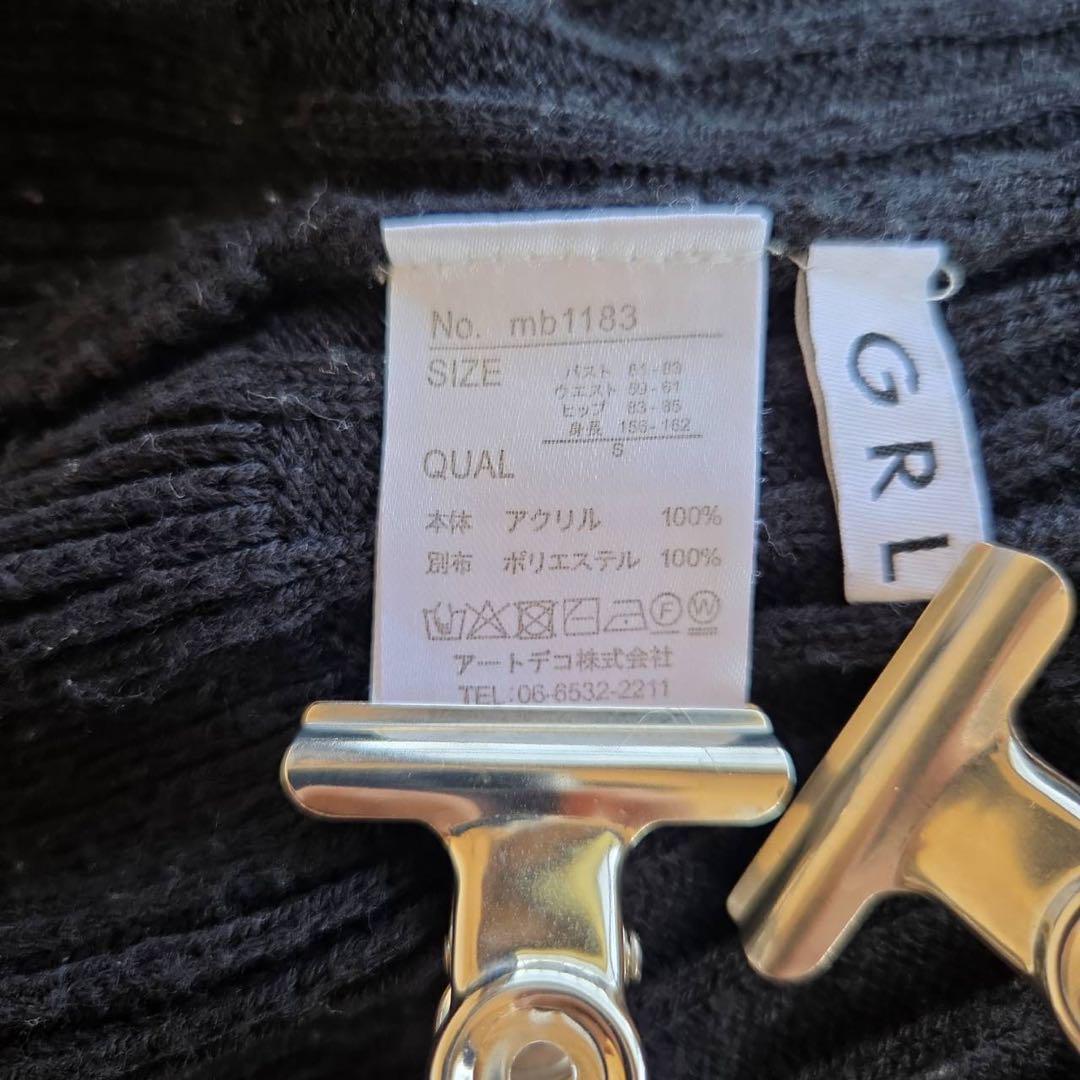 No. mb1183
SIZE
バスト 81-83
ウエスト 59-61
ヒップ 83-85
身長 156-162
S
QUAL
本体 アクリル 100%
別布 ポリエステル 100%
F W
アートデコ株式会社
TEL:06-6532-2211
GRL